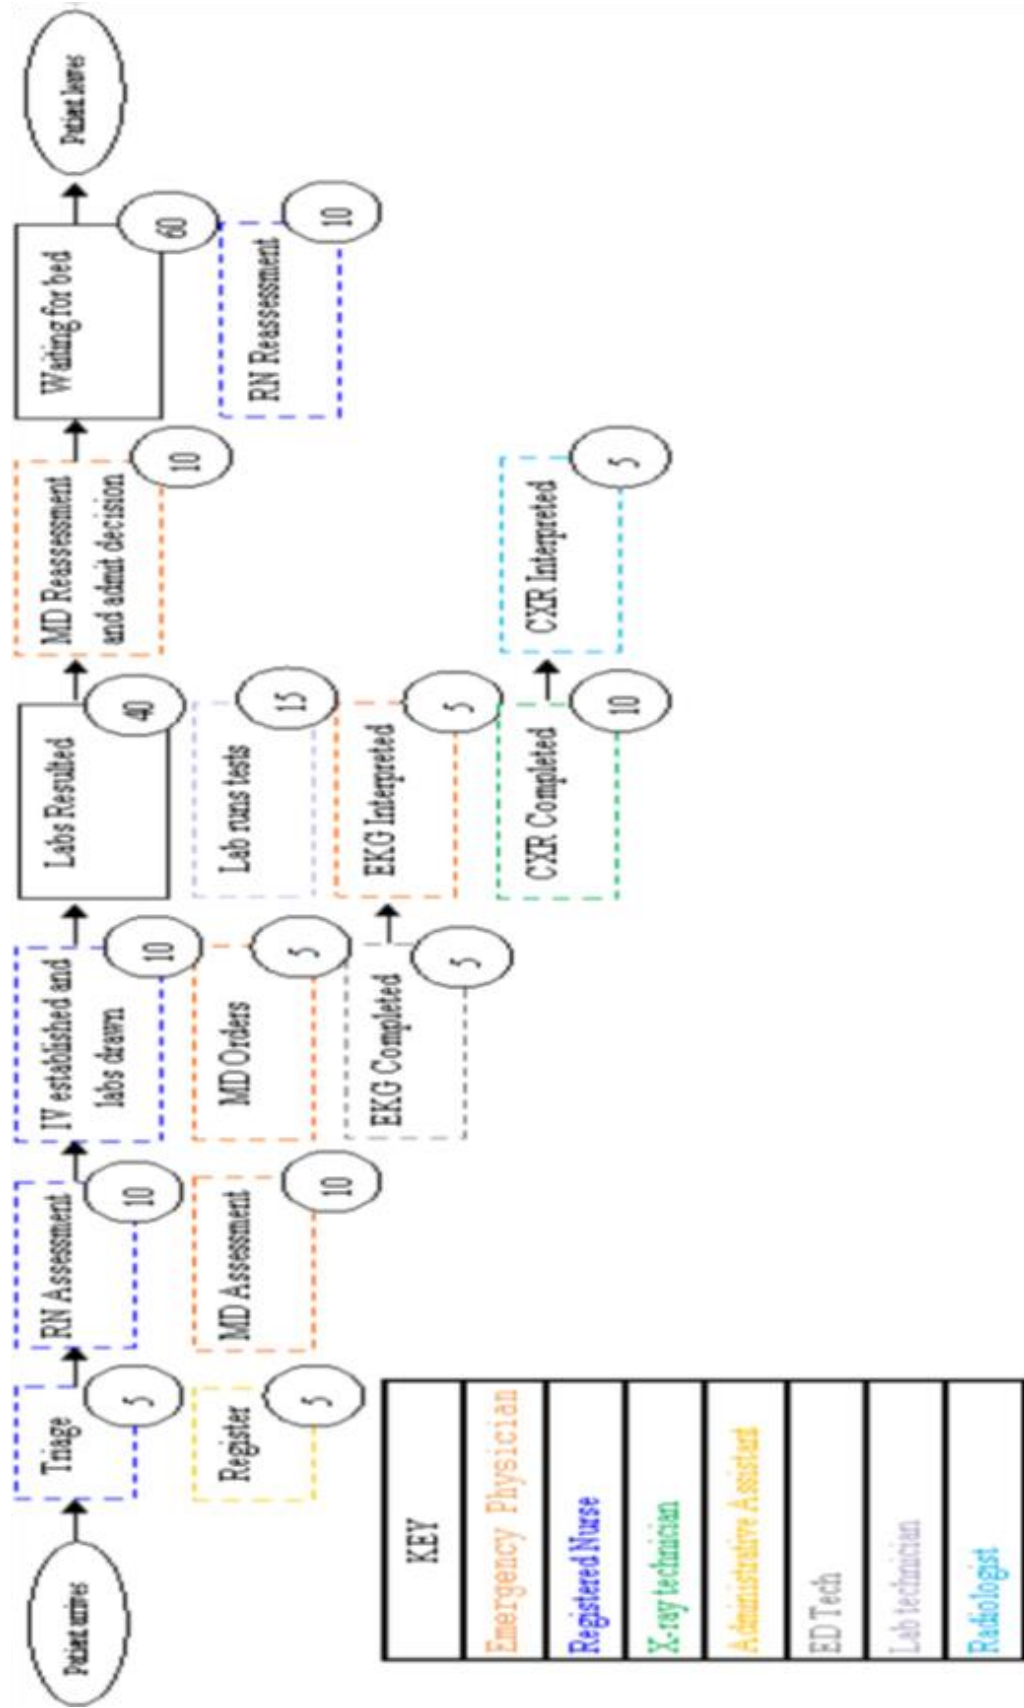 Patient arrives
Triage
5
RN Assessment
10
IV established and
labs drawn
10
Labs Resulted
40
MD Reassessment
and admit decision
10
Waiting for bed
60
Patient leaves
Register
5
MD Assessment
10
MD Orders
5
Lab runs tests
15
RN Reassessment
10
EKG Completed
5
EKG Interpreted
5
CXR Completed
10
CXR Interpreted
5
KEY
Emergency Physician
Registered Nurse
X-ray technician
Administrative Assistant
ED Tech
Lab technician
Radiologist